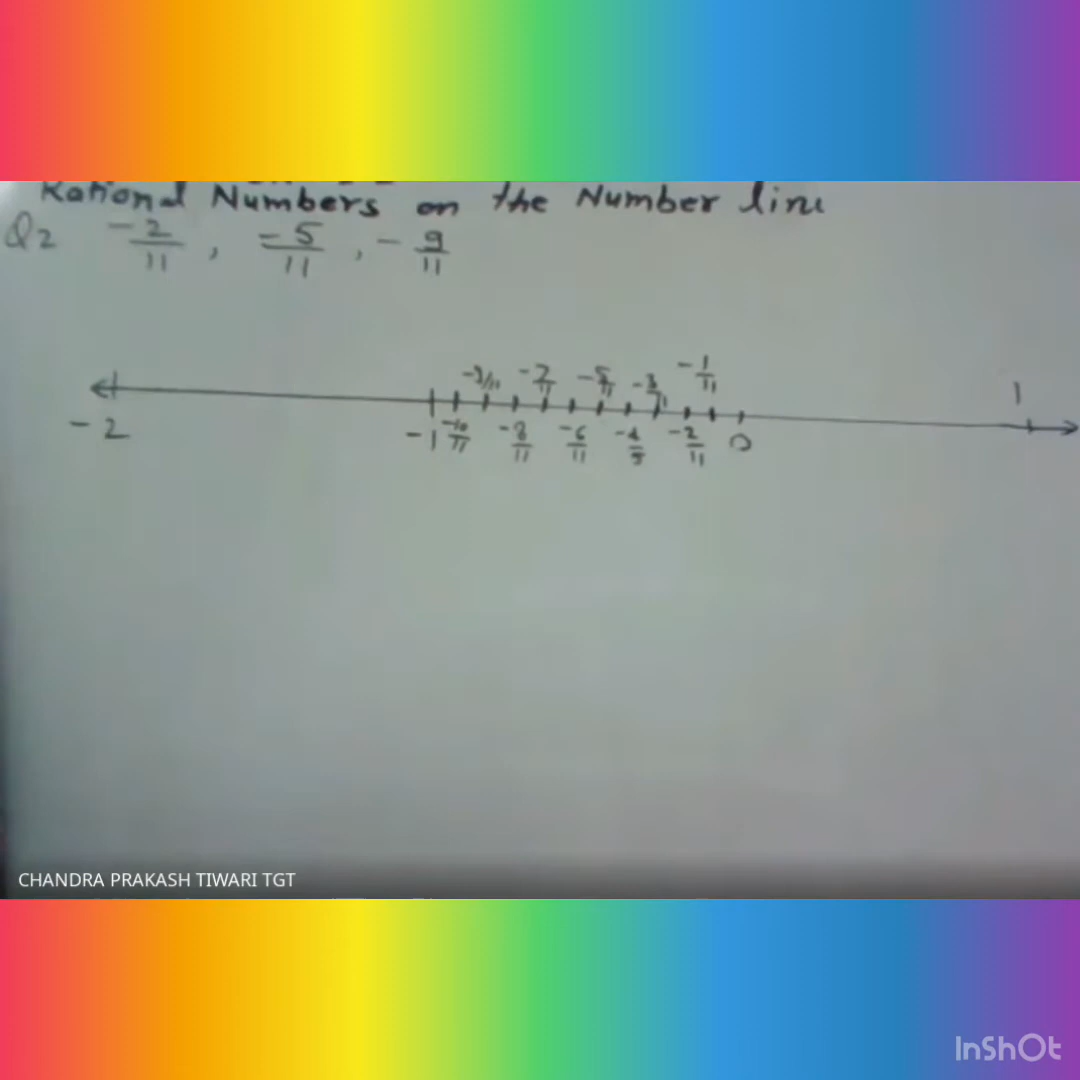 Rational Numbers on the Number line
Q2 -2/11, -5/11, -9/11
-9/11 -7/11 -5/11 -3/11 -1/11 1
-2 -1 -10/11 -8/11 -6/11 -4/5 -2/11 0
CHANDRA PRAKASH TIWARI TGT
InShOt